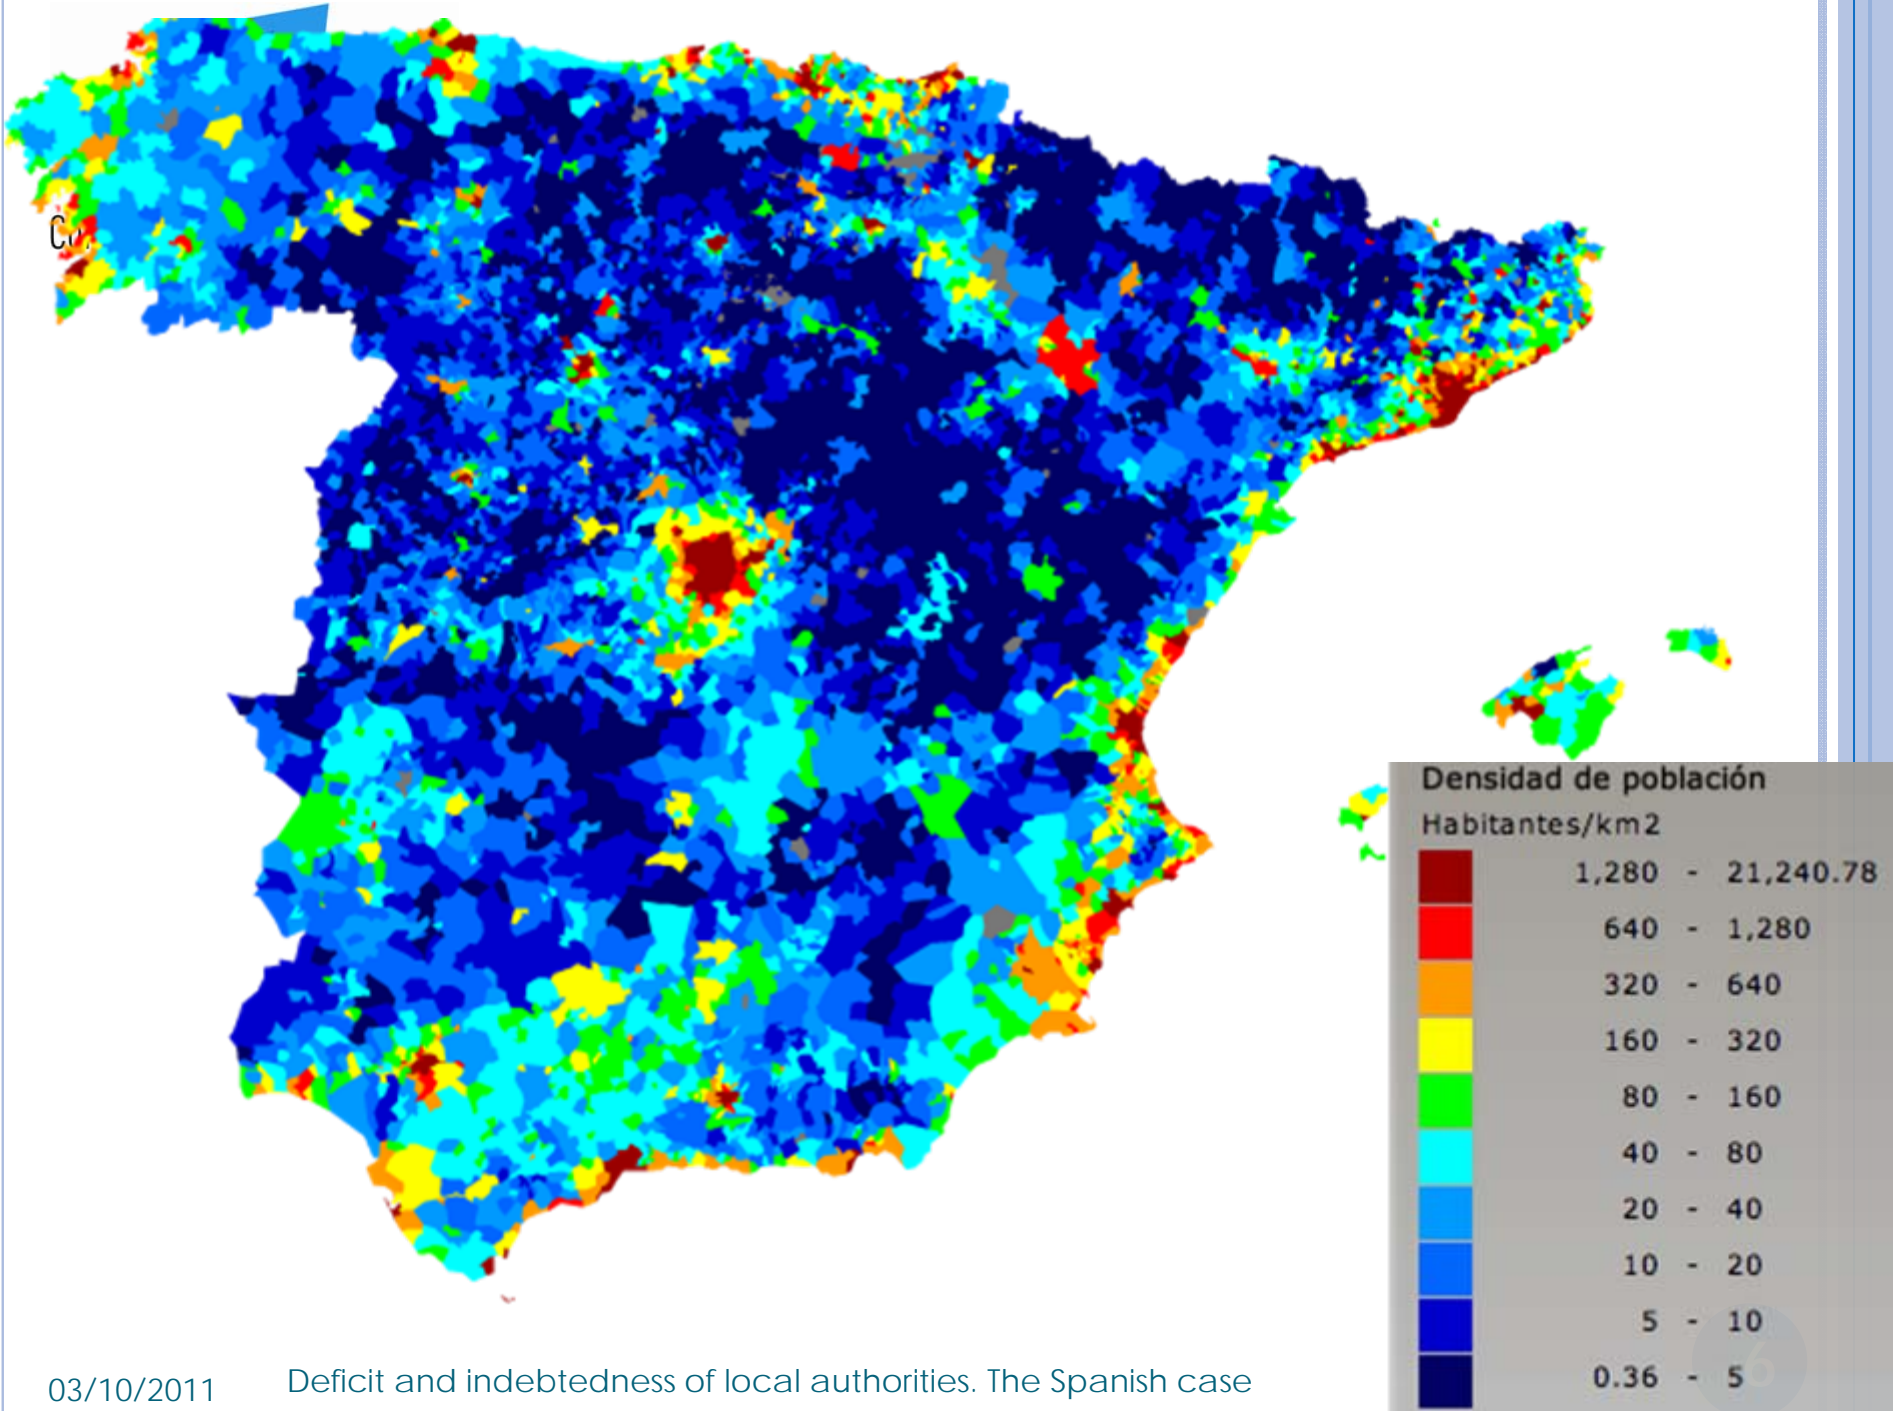 Densidad de población
Habitantes/km2
1,280 - 21,240.78
640 - 1,280
320 - 640
160 - 320
80 - 160
40 - 80
20 - 40
10 - 20
5 - 10
0.36 - 5
6
03/10/2011
Deficit and indebtedness of local authorities. The Spanish case